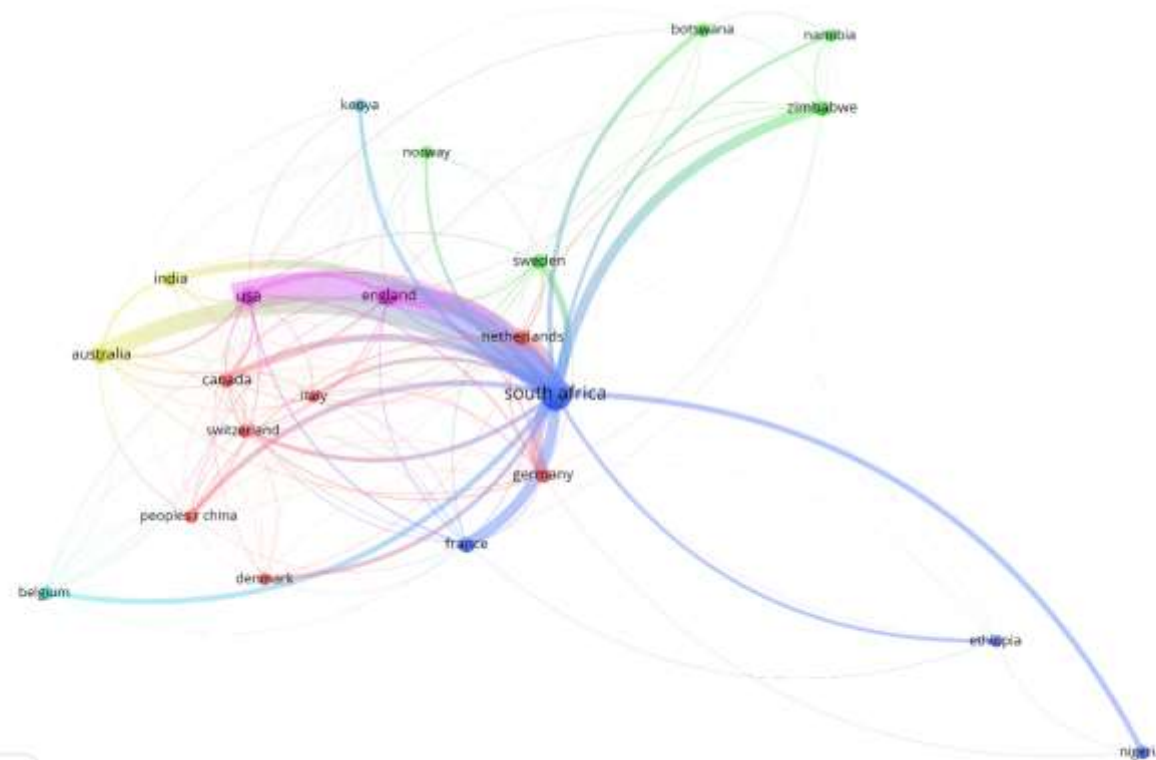 botswana
namibia
kenya
zimbabwe
norway
sweden
india
usa
england
netherlands
australia
canada
italy
south africa
switzerland
germany
peoples r china
france
denmark
belgium
ethiopia
nigeri